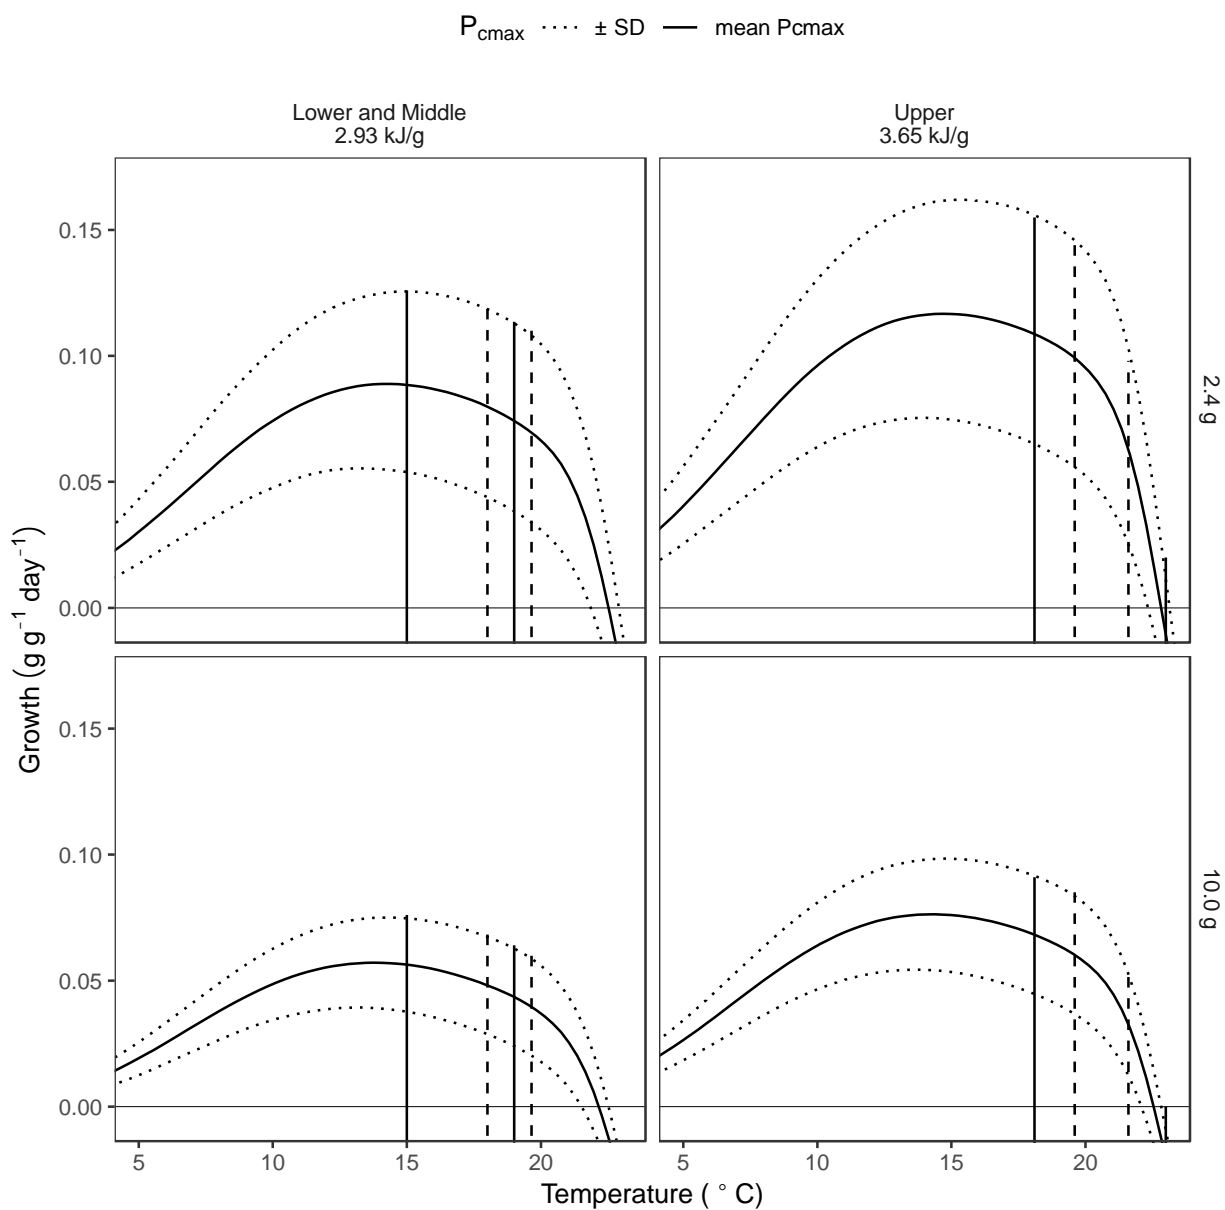 Pcmax ± SD mean Pcmax
Lower and Middle
2.93 kJ/g
Upper
3.65 kJ/g
0.15
0.10
0.05
0.00
2.4 g
Growth (g g⁻¹ day⁻¹)
0.15
0.10
0.05
0.00
10.0 g
5 10 15 20 5 10 15 20
Temperature ( ° C)